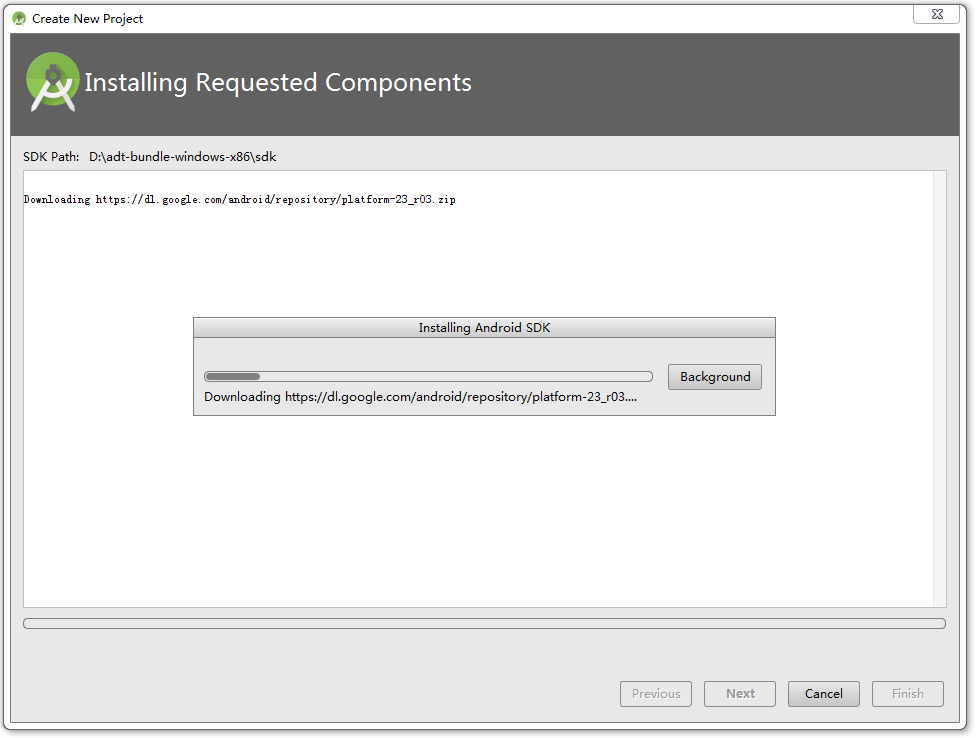 Create New Project
Installing Requested Components
SDK Path: D:\adt-bundle-windows-x86\sdk
Downloading https://dl.google.com/android/repository/platform-23_r03.zip
Installing Android SDK
Background
Downloading https://dl.google.com/android/repository/platform-23_r03....
Previous Next Cancel Finish